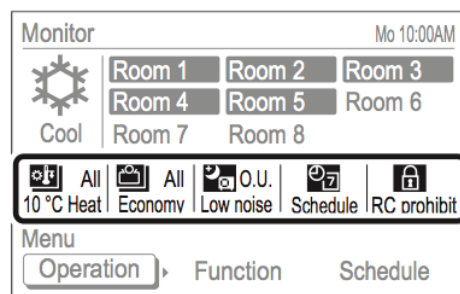 Monitor Mo 10:00AM
Room 1 Room 2 Room 3
Room 4 Room 5 Room 6
Cool Room 7 Room 8
All All O.U.
10 °C Heat Economy Low noise Schedule RC prohibit
Menu
Operation Function Schedule